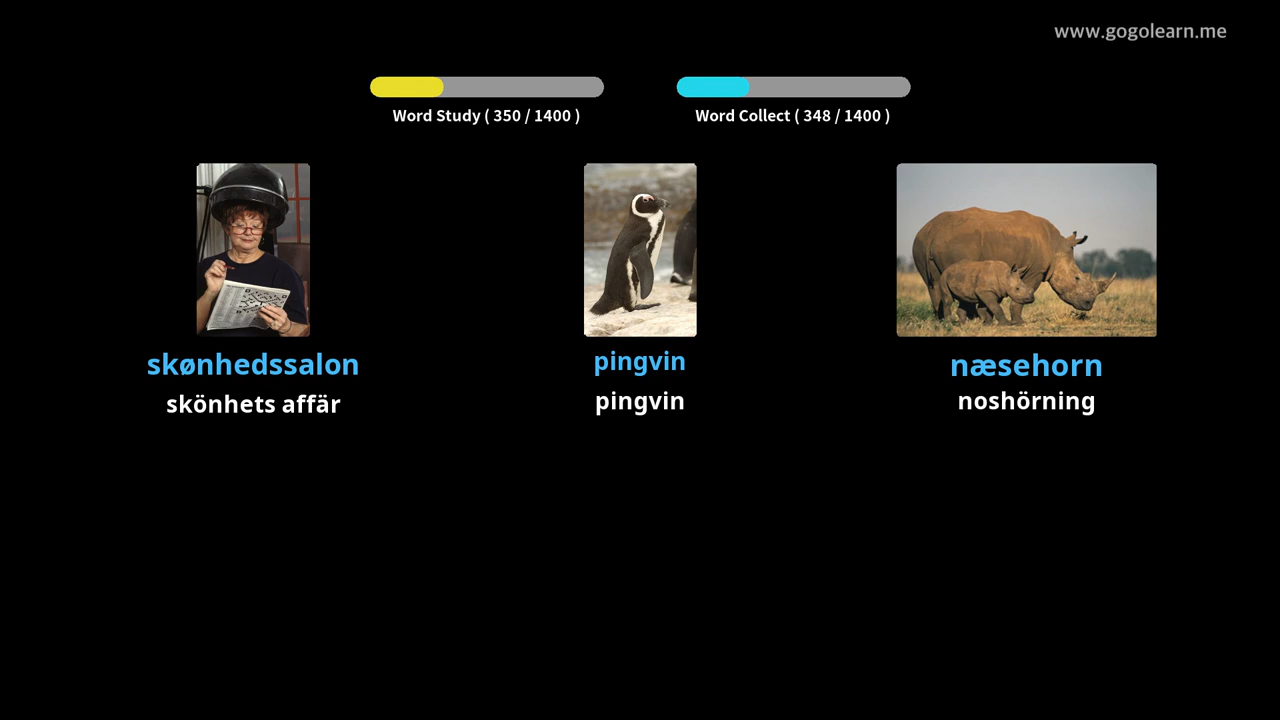 www.gogolearn.me
Word Study ( 350 / 1400 )
Word Collect ( 348 / 1400 )
skønhedssalon
skönhets affär
pingvin
pingvin
næsehorn
noshörning